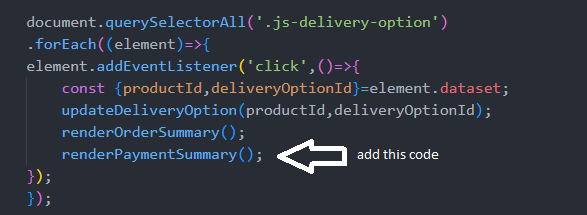 document.querySelectorAll('.js-delivery-option')
.forEach((element)=>{
element.addEventListener('click',()=>{
    const {productId,deliveryOptionId}=element.dataset;
    updateDeliveryOption(productId,deliveryOptionId);
    renderOrderSummary();
    renderPaymentSummary(); add this code
});
});